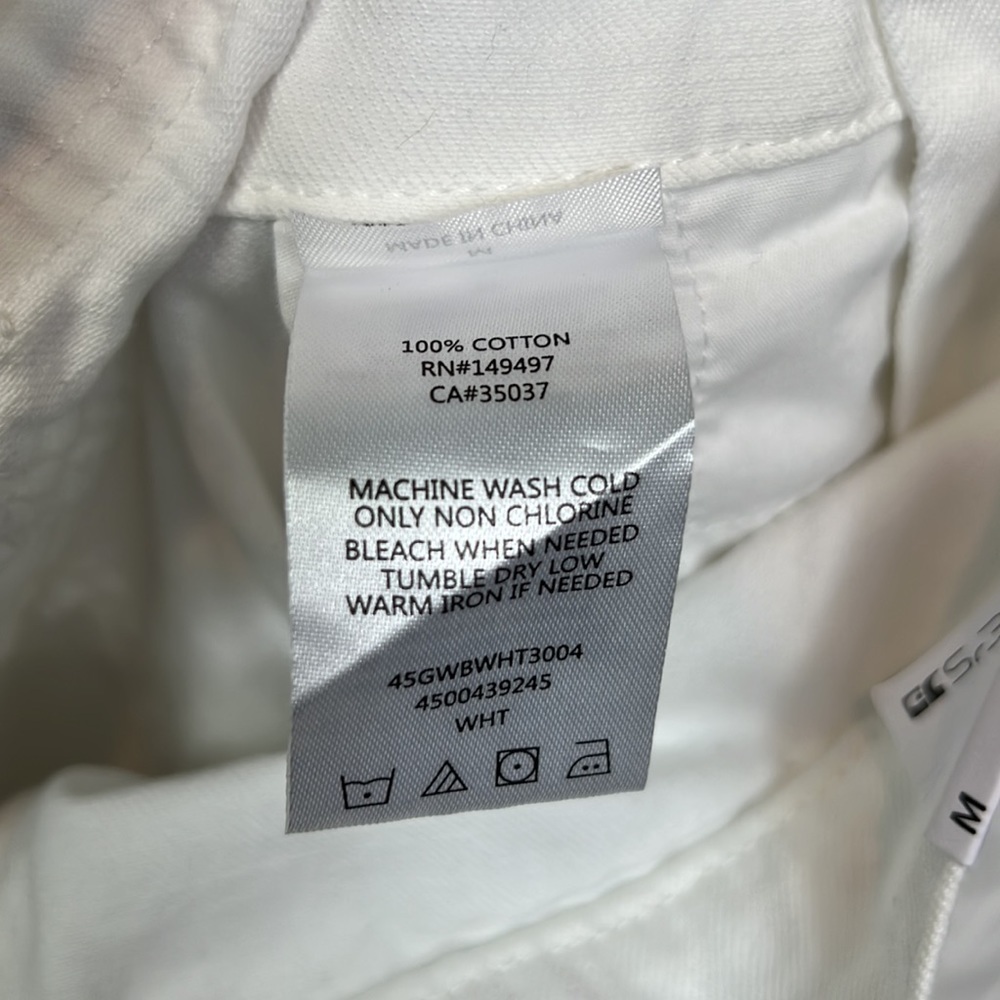 MADE IN CHINA
M
100% COTTON
RN#149497
CA#35037
MACHINE WASH COLD
ONLY NON CHLORINE
BLEACH WHEN NEEDED
TUMBLE DRY LOW
WARM IRON IF NEEDED
45GWBWHT3004
4500439245
WHT
M